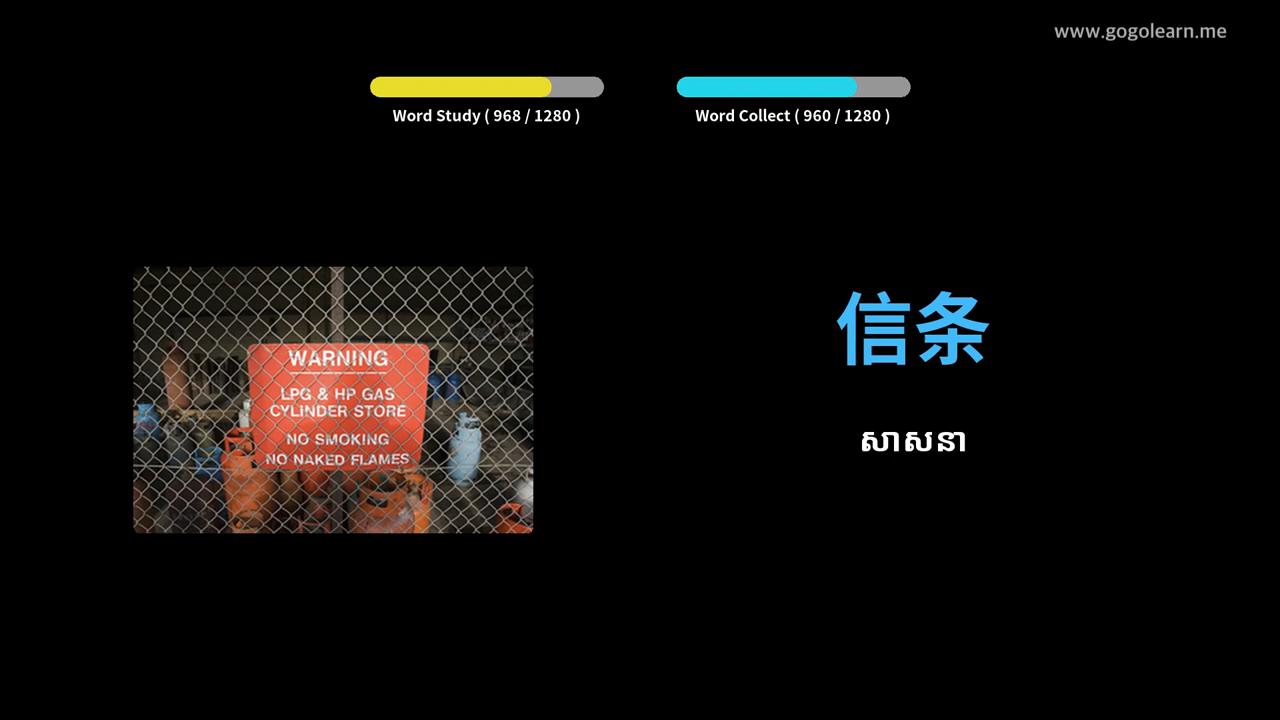 www.gogolearn.me
Word Study ( 968 / 1280 )
Word Collect ( 960 / 1280 )
WARNING
LPG & HP GAS
CYLINDER STORE
NO SMOKING
NO NAKED FLAMES
信条
សាសនា